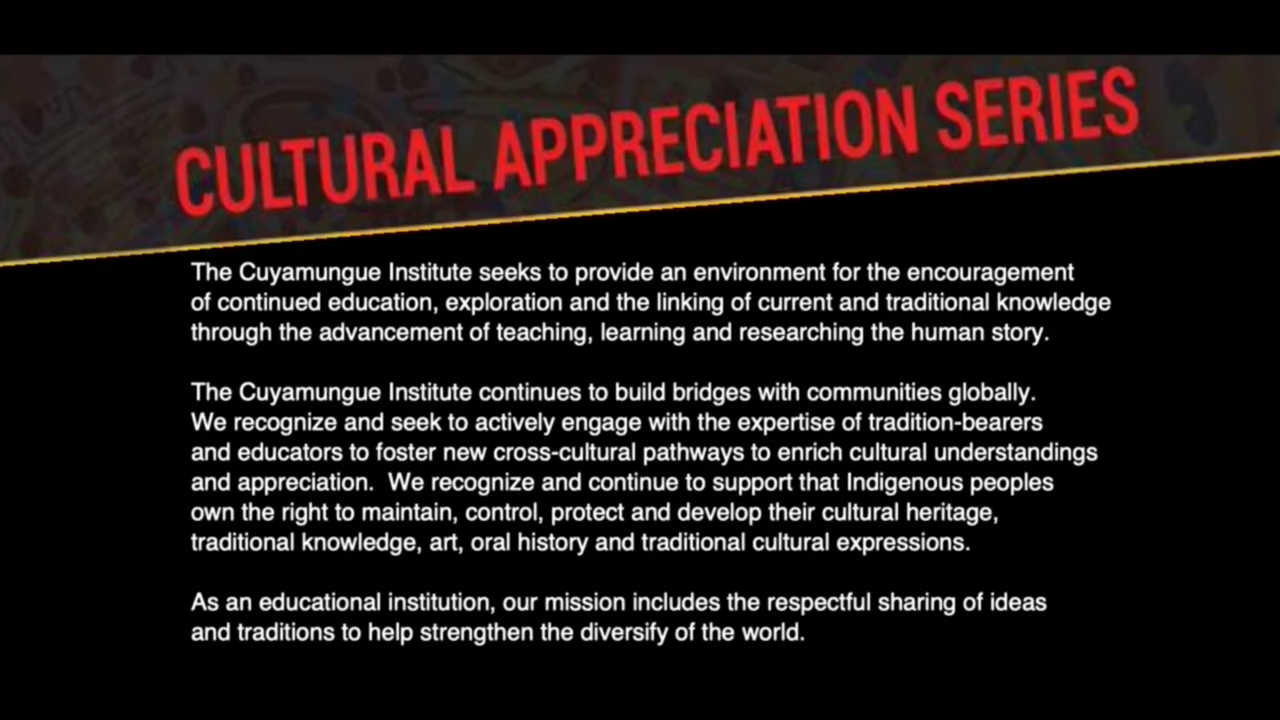 CULTURAL APPRECIATION SERIES
The Cuyamungue Institute seeks to provide an environment for the encouragement
of continued education, exploration and the linking of current and traditional knowledge
through the advancement of teaching, learning and researching the human story.
The Cuyamungue Institute continues to build bridges with communities globally.
We recognize and seek to actively engage with the expertise of tradition-bearers
and educators to foster new cross-cultural pathways to enrich cultural understandings
and appreciation.  We recognize and continue to support that Indigenous peoples
own the right to maintain, control, protect and develop their cultural heritage,
traditional knowledge, art, oral history and traditional cultural expressions.
As an educational institution, our mission includes the respectful sharing of ideas
and traditions to help strengthen the diversify of the world.